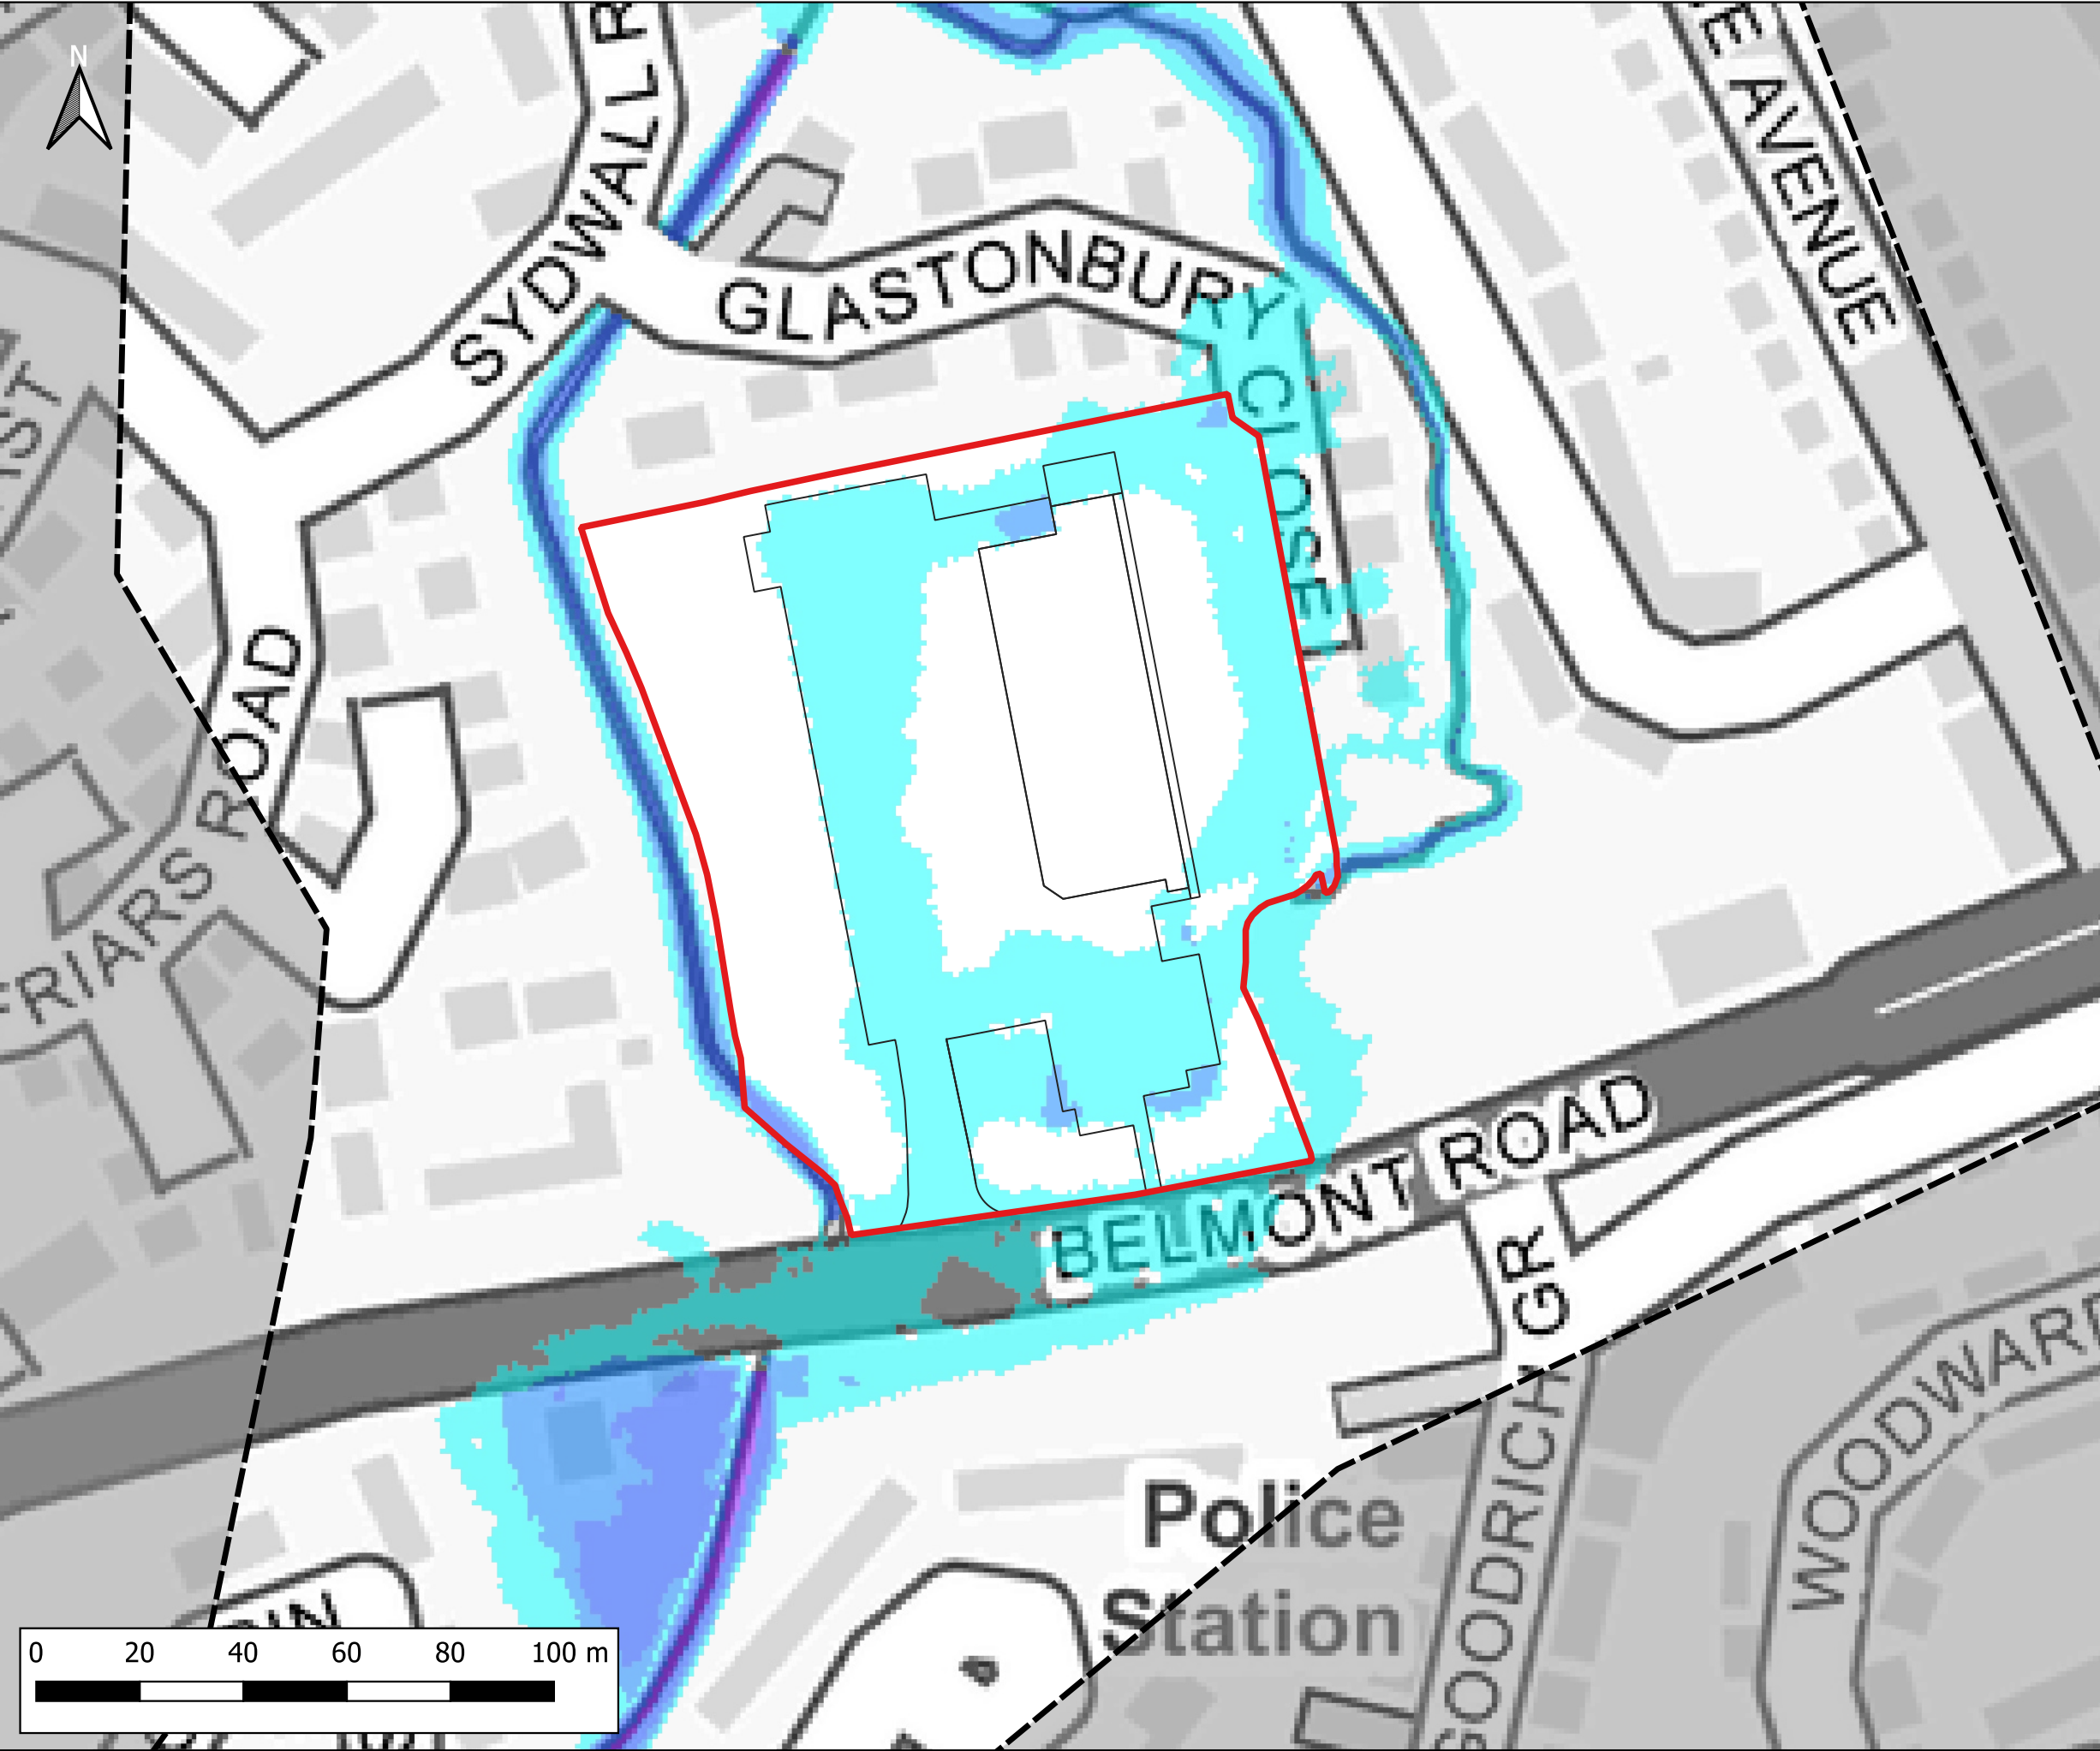 N
SYDWALL R
GLASTONBURY CLOSE
E AVENUE
FRIARS ROAD
BELMONT ROAD
GR
GOODRICH
WOODWARD
Police
Station
0 20 40 60 80 100 m